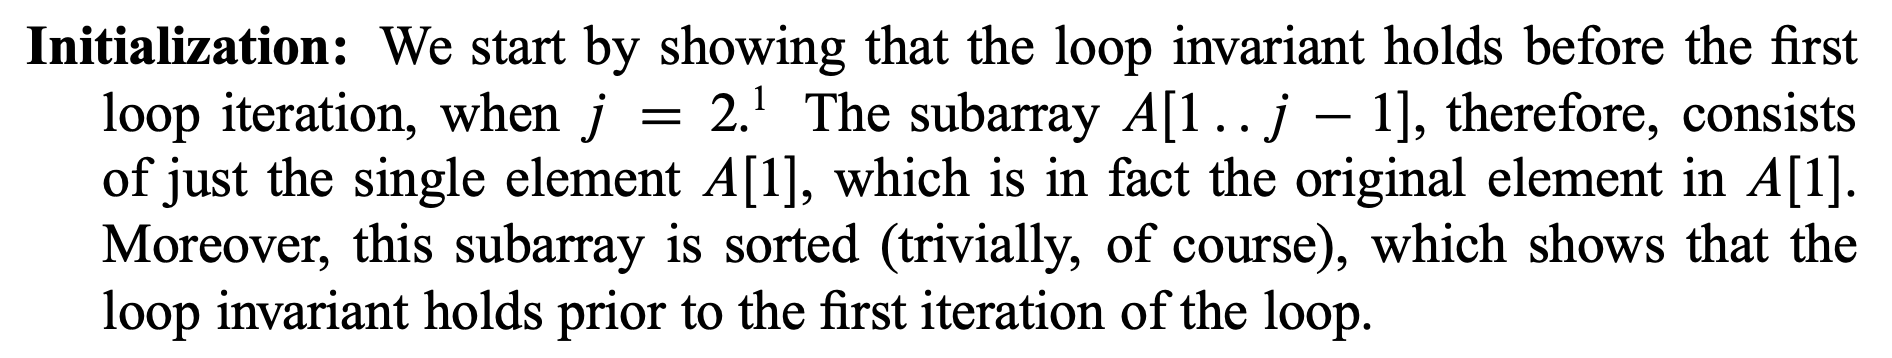 Initialization: We start by showing that the loop invariant holds before the first
loop iteration, when j = 2.¹ The subarray A[1 . . j − 1], therefore, consists
of just the single element A[1], which is in fact the original element in A[1].
Moreover, this subarray is sorted (trivially, of course), which shows that the
loop invariant holds prior to the first iteration of the loop.